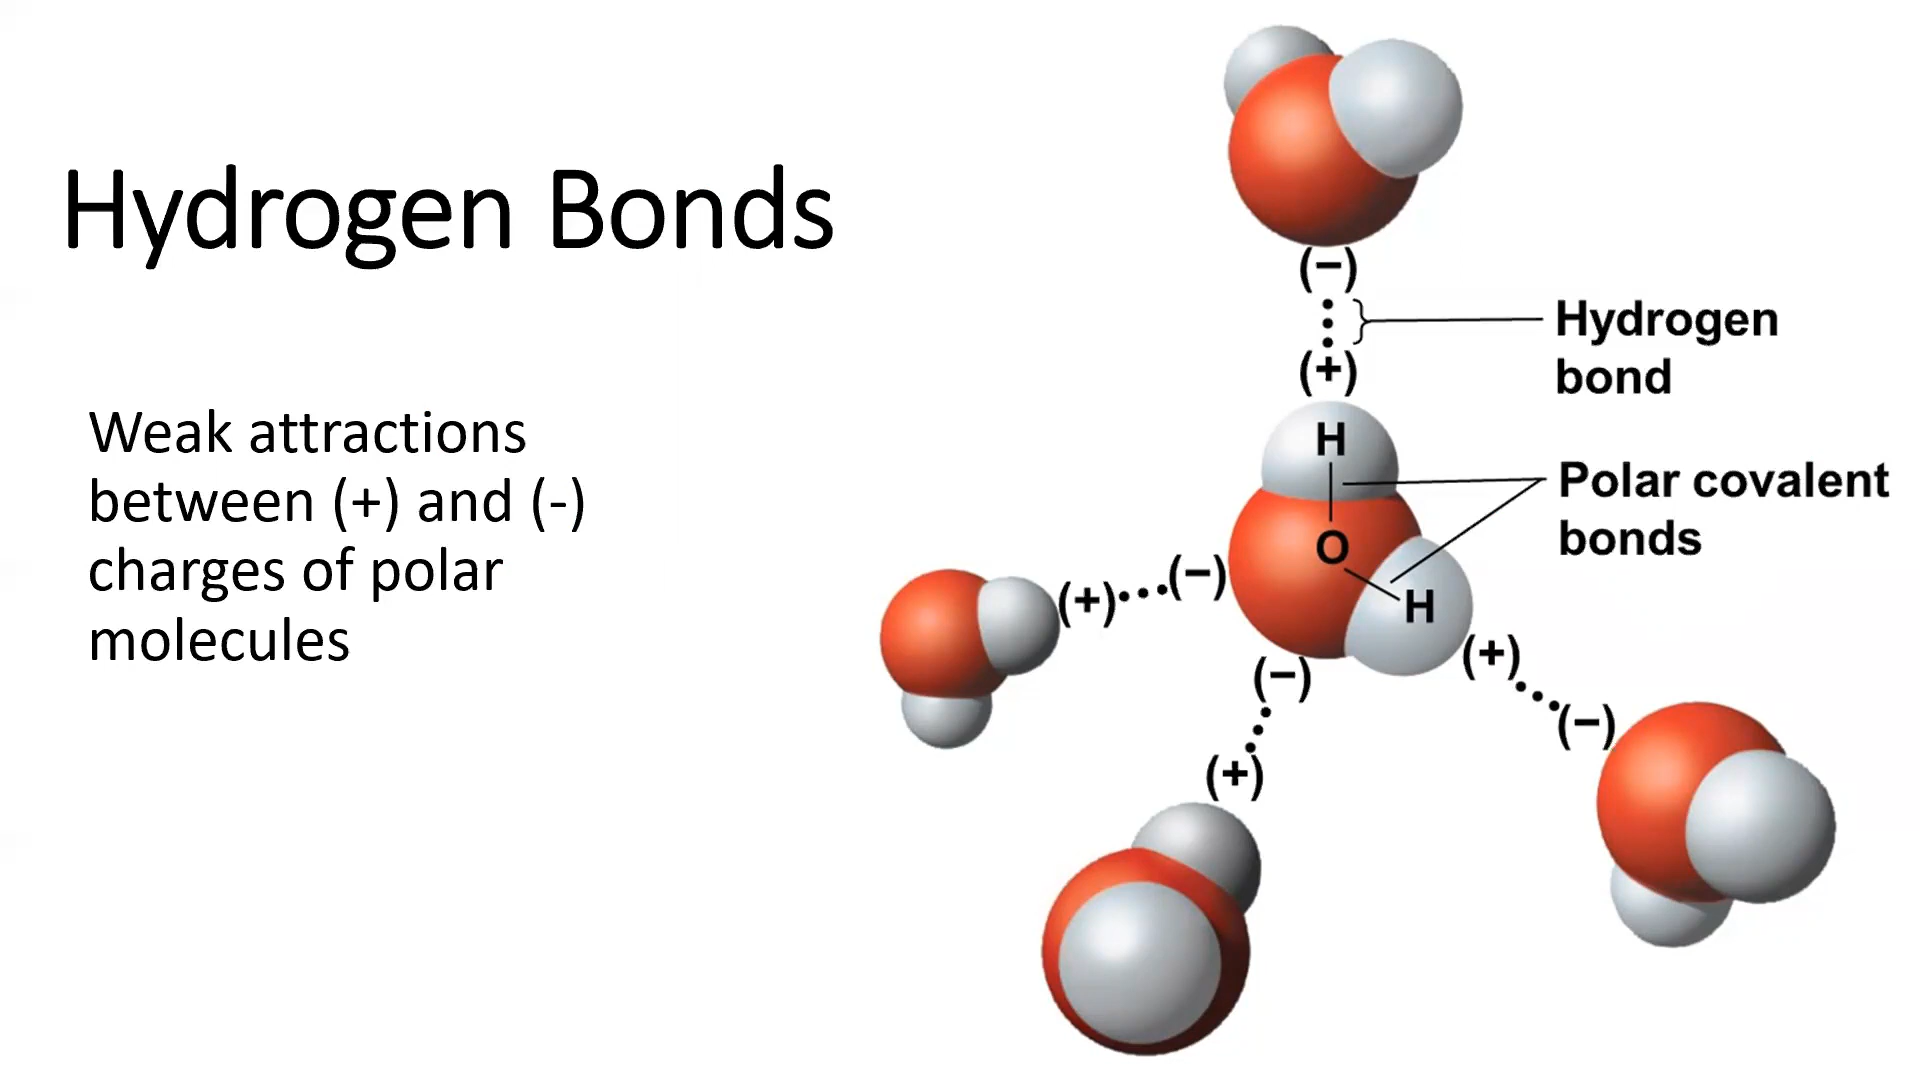 Hydrogen Bonds
Weak attractions
between (+) and (-)
charges of polar
molecules
(−)
Hydrogen
bond
(+)
H
Polar covalent
bonds
O
H
(+)
(−)
(−)
(+)
(+)
(−)